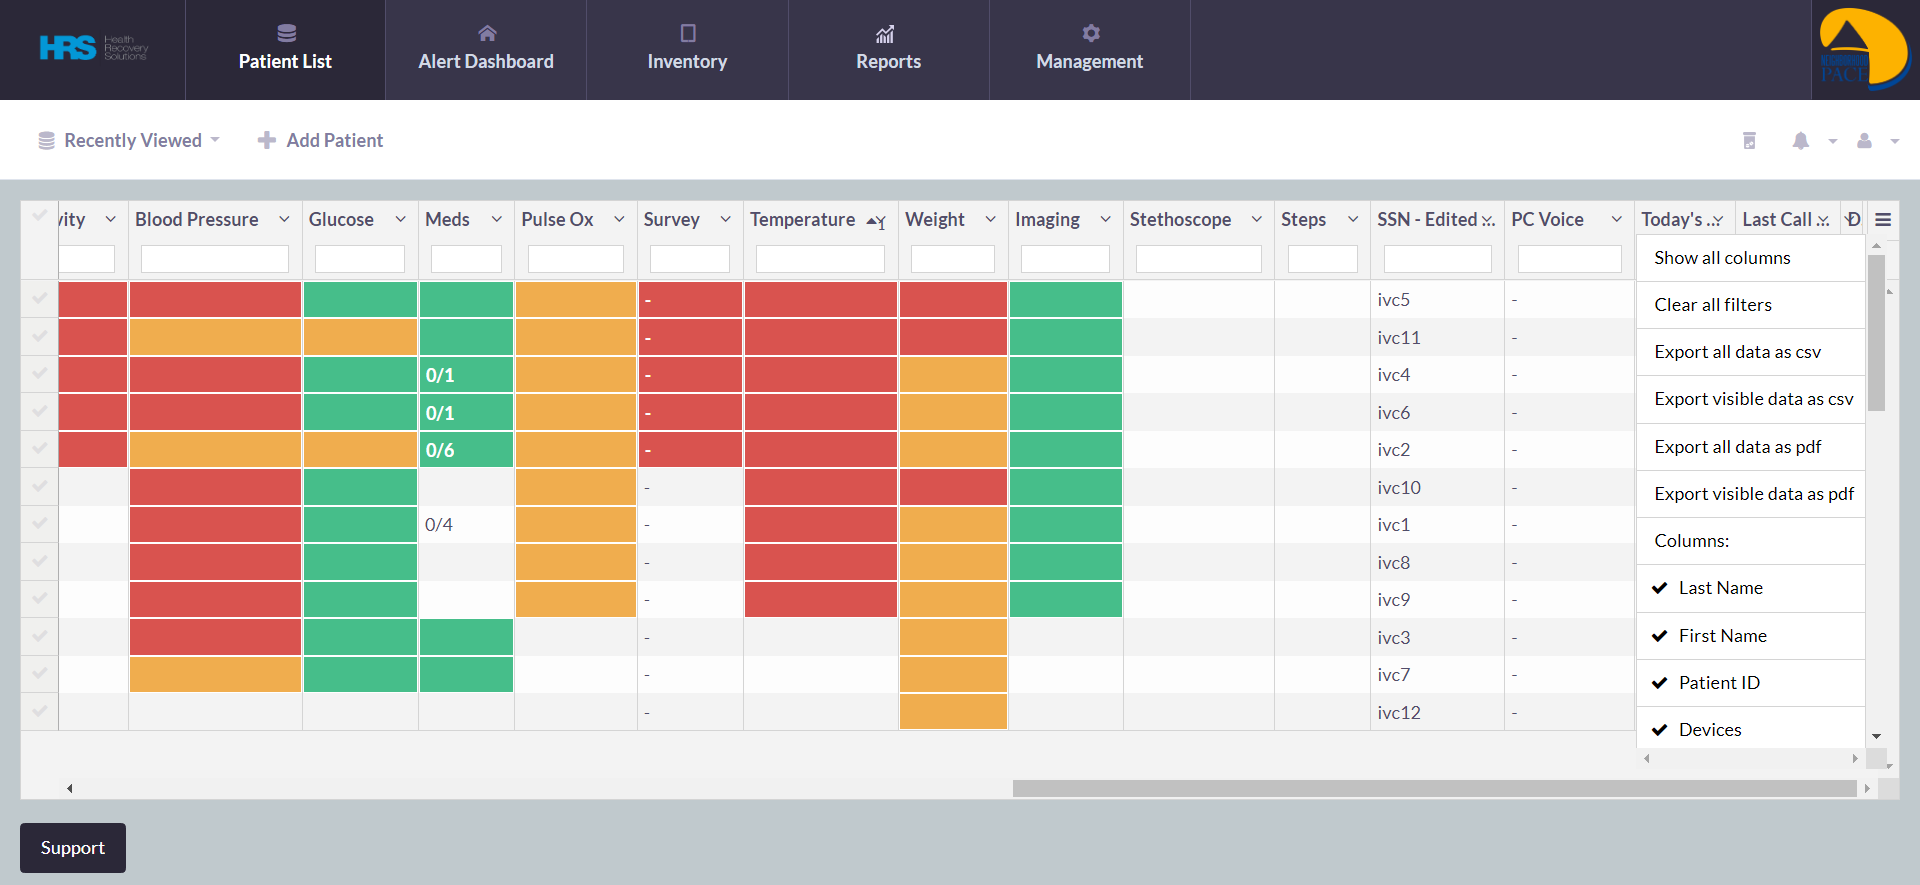 HRS Health
Recovery
Solutions
Patient List
Alert Dashboard
Inventory
Reports
Management
PACE
Recently Viewed
Add Patient
vity Blood Pressure Glucose Meds Pulse Ox Survey Temperature 1 Weight Imaging Stethoscope Steps SSN - Edited ... PC Voice Today's ... Last Call ... D
- ivc5 -
- ivc11 -
0/1 - ivc4 -
0/1 - ivc6 -
0/6 - ivc2 -
- ivc10 -
0/4 - ivc1 -
- ivc8 -
- ivc9 -
- ivc3 -
- ivc7 -
- ivc12 -
Show all columns
Clear all filters
Export all data as csv
Export visible data as csv
Export all data as pdf
Export visible data as pdf
Columns:
Last Name
First Name
Patient ID
Devices
Support